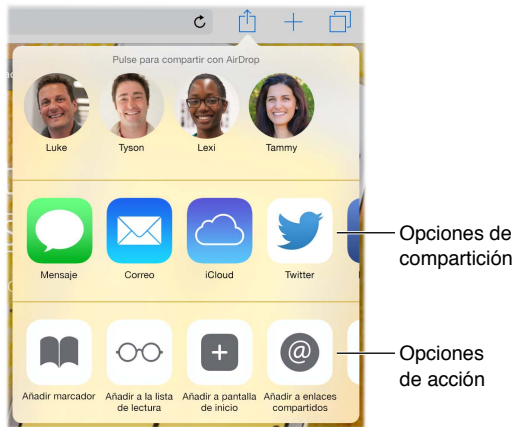 Pulse para compartir con AirDrop
Luke Tyson Lexi Tammy
Mensaje Correo iCloud Twitter
Opciones de
compartición
Añadir marcador Añadir a la lista Añadir a pantalla Añadir a enlaces
de lectura de inicio compartidos
Opciones
de acción